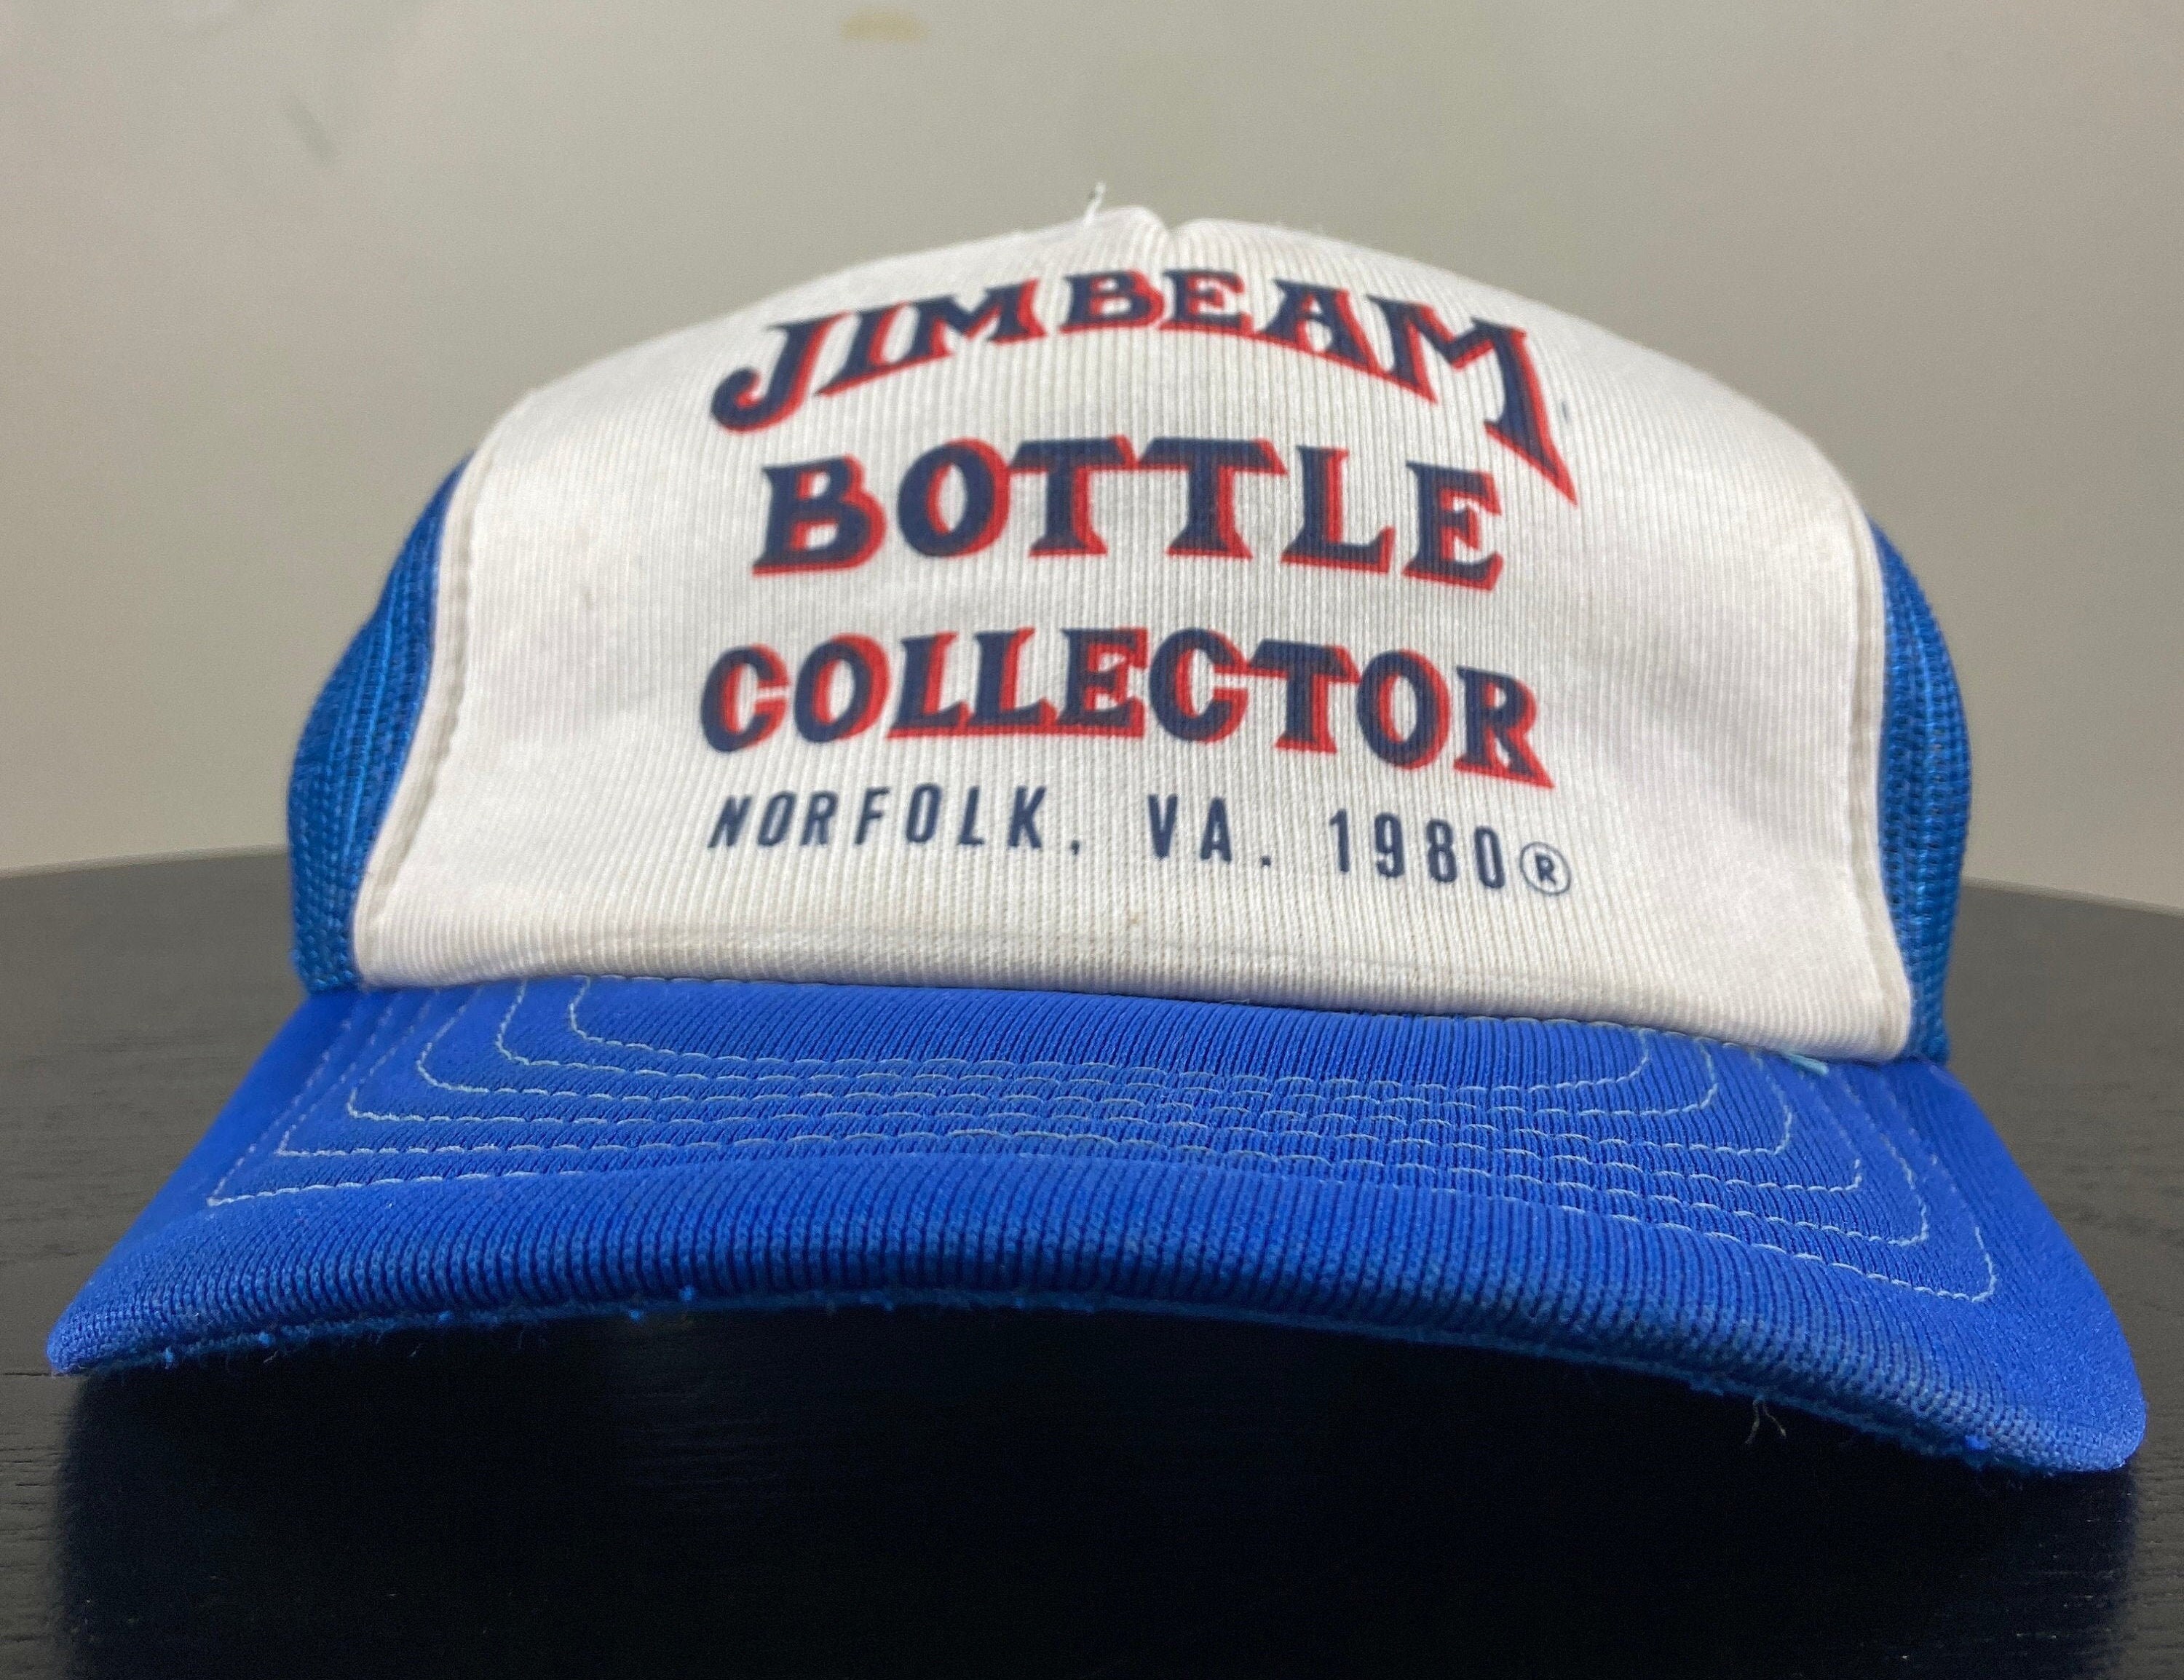 JIM BEAM
BOTTLE
COLLECTOR
NORFOLK, VA. 1980®